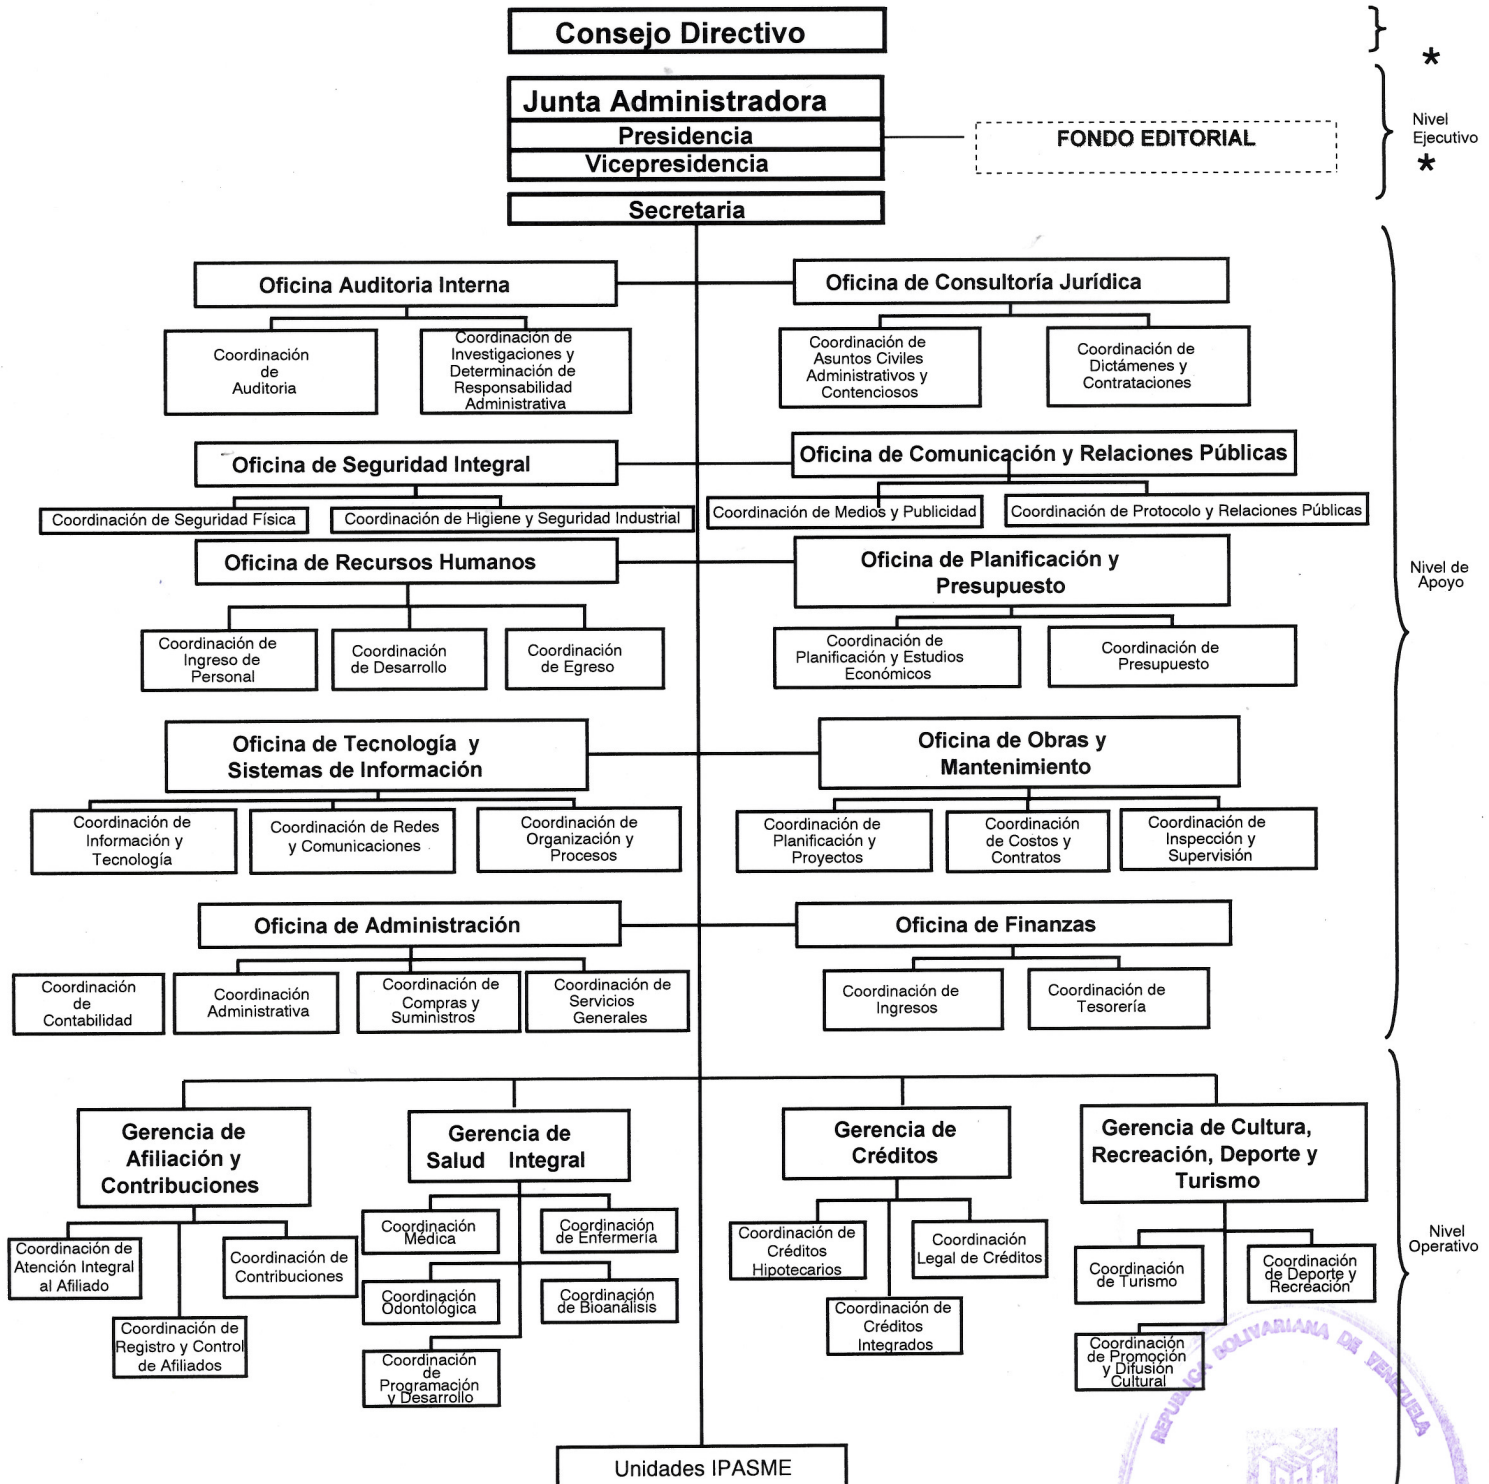 Consejo Directivo
*
Junta Administradora
Presidencia
Vicepresidencia
FONDO EDITORIAL
Nivel
Ejecutivo
*
Secretaria
Oficina Auditoria Interna
Oficina de Consultoría Jurídica
Coordinación
de
Auditoria
Coordinación de
Investigaciones y
Determinación de
Responsabilidad
Administrativa
Coordinación de
Asuntos Civiles
Administrativos y
Contenciosos
Coordinación de
Dictámenes y
Contrataciones
Oficina de Seguridad Integral
Oficina de Comunicación y Relaciones Públicas
Coordinación de Seguridad Física
Coordinación de Higiene y Seguridad Industrial
Coordinación de Medios y Publicidad
Coordinación de Protocolo y Relaciones Públicas
Oficina de Recursos Humanos
Oficina de Planificación y
Presupuesto
Nivel de
Apoyo
Coordinación de
Ingreso de
Personal
Coordinación
de Desarrollo
Coordinación
de Egreso
Coordinación de
Planificación y Estudios
Económicos
Coordinación de
Presupuesto
Oficina de Tecnología y
Sistemas de Información
Oficina de Obras y
Mantenimiento
Coordinación de
Información y
Tecnología
Coordinación de Redes
y Comunicaciones
Coordinación de
Organización y
Procesos
Coordinación de
Planificación y
Proyectos
Coordinación
de Costos y
Contratos
Coordinación de
Inspección y
Supervisión
Oficina de Administración
Oficina de Finanzas
Coordinación
de
Contabilidad
Coordinación
Administrativa
Coordinación de
Compras y
Suministros
Coordinación de
Servicios
Generales
Coordinación de
Ingresos
Coordinación de
Tesorería
Gerencia de
Afiliación y
Contribuciones
Gerencia de
Salud Integral
Gerencia de
Créditos
Gerencia de Cultura,
Recreación, Deporte y
Turismo
Nivel
Operativo
Coordinación de
Atención Integral
al Afiliado
Coordinación de
Contribuciones
Coordinación de
Registro y Control
de Afiliados
Coordinación
Médica
Coordinación
de Enfermería
Coordinación
Odontológica
Coordinación
de Bioanálisis
Coordinación
de
Programación
y Desarrollo
Coordinación de
Créditos
Hipotecarios
Coordinación
Legal de Créditos
Coordinación de
Créditos
Integrados
Coordinación
de Turismo
Coordinación
de Deporte y
Recreación
Coordinación
de Promoción
y Difusión
Cultural
REPUBLICA BOLIVARIANA DE VENEZUELA
Unidades IPASME